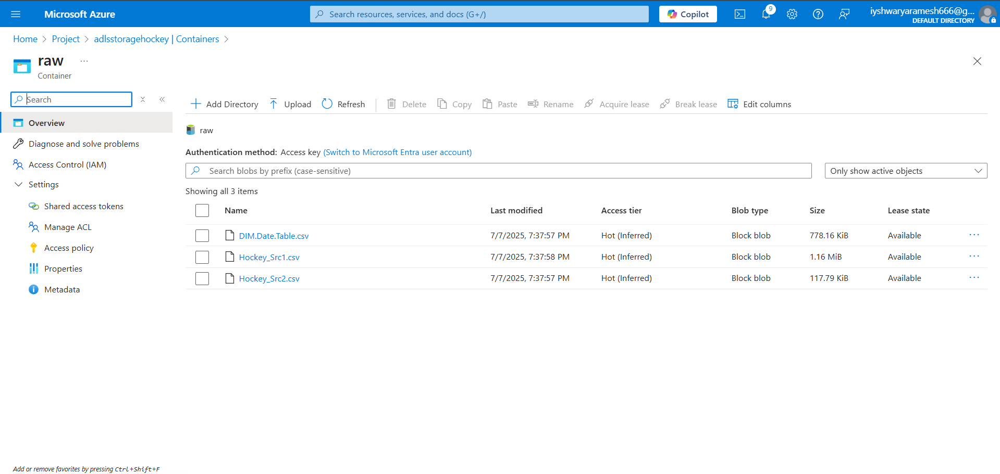 Microsoft Azure
Search resources, services, and docs (G+/)
Copilot
9
iyshwaryaramesh666@g...
DEFAULT DIRECTORY
Home > Project > adlsstoragehockey | Containers >
raw ...
Container
Search
Add Directory
Upload
Refresh
Delete
Copy
Paste
Rename
Acquire lease
Break lease
Edit columns
Overview
Diagnose and solve problems
Access Control (IAM)
Settings
Shared access tokens
Manage ACL
Access policy
Properties
Metadata
raw
Authentication method: Access key (Switch to Microsoft Entra user account)
Search blobs by prefix (case-sensitive)
Only show active objects
Showing all 3 items
Name Last modified Access tier Blob type Size Lease state
DIM.Date.Table.csv 7/7/2025, 7:37:57 PM Hot (Inferred) Block blob 778.16 KiB Available ...
Hockey_Src1.csv 7/7/2025, 7:37:58 PM Hot (Inferred) Block blob 1.16 MiB Available ...
Hockey_Src2.csv 7/7/2025, 7:37:57 PM Hot (Inferred) Block blob 117.79 KiB Available ...
Add or remove favorites by pressing Ctrl+Shift+F